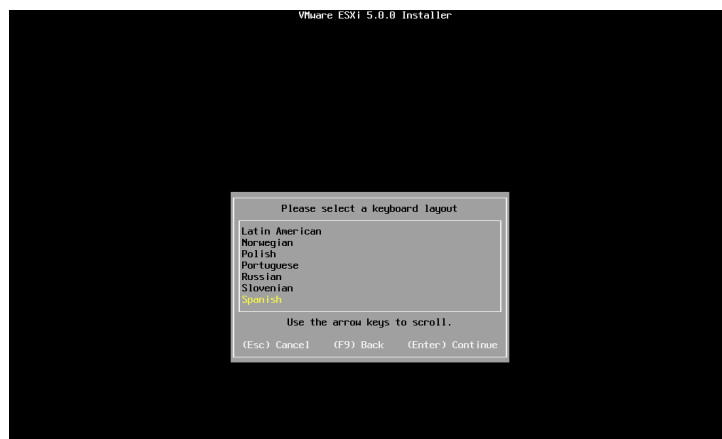 VMware ESXi 5.0.0 Installer
Please select a keyboard layout
Latin American
Norwegian
Polish
Portuguese
Russian
Slovenian
Spanish
Use the arrow keys to scroll.
(Esc) Cancel (F9) Back (Enter) Continue